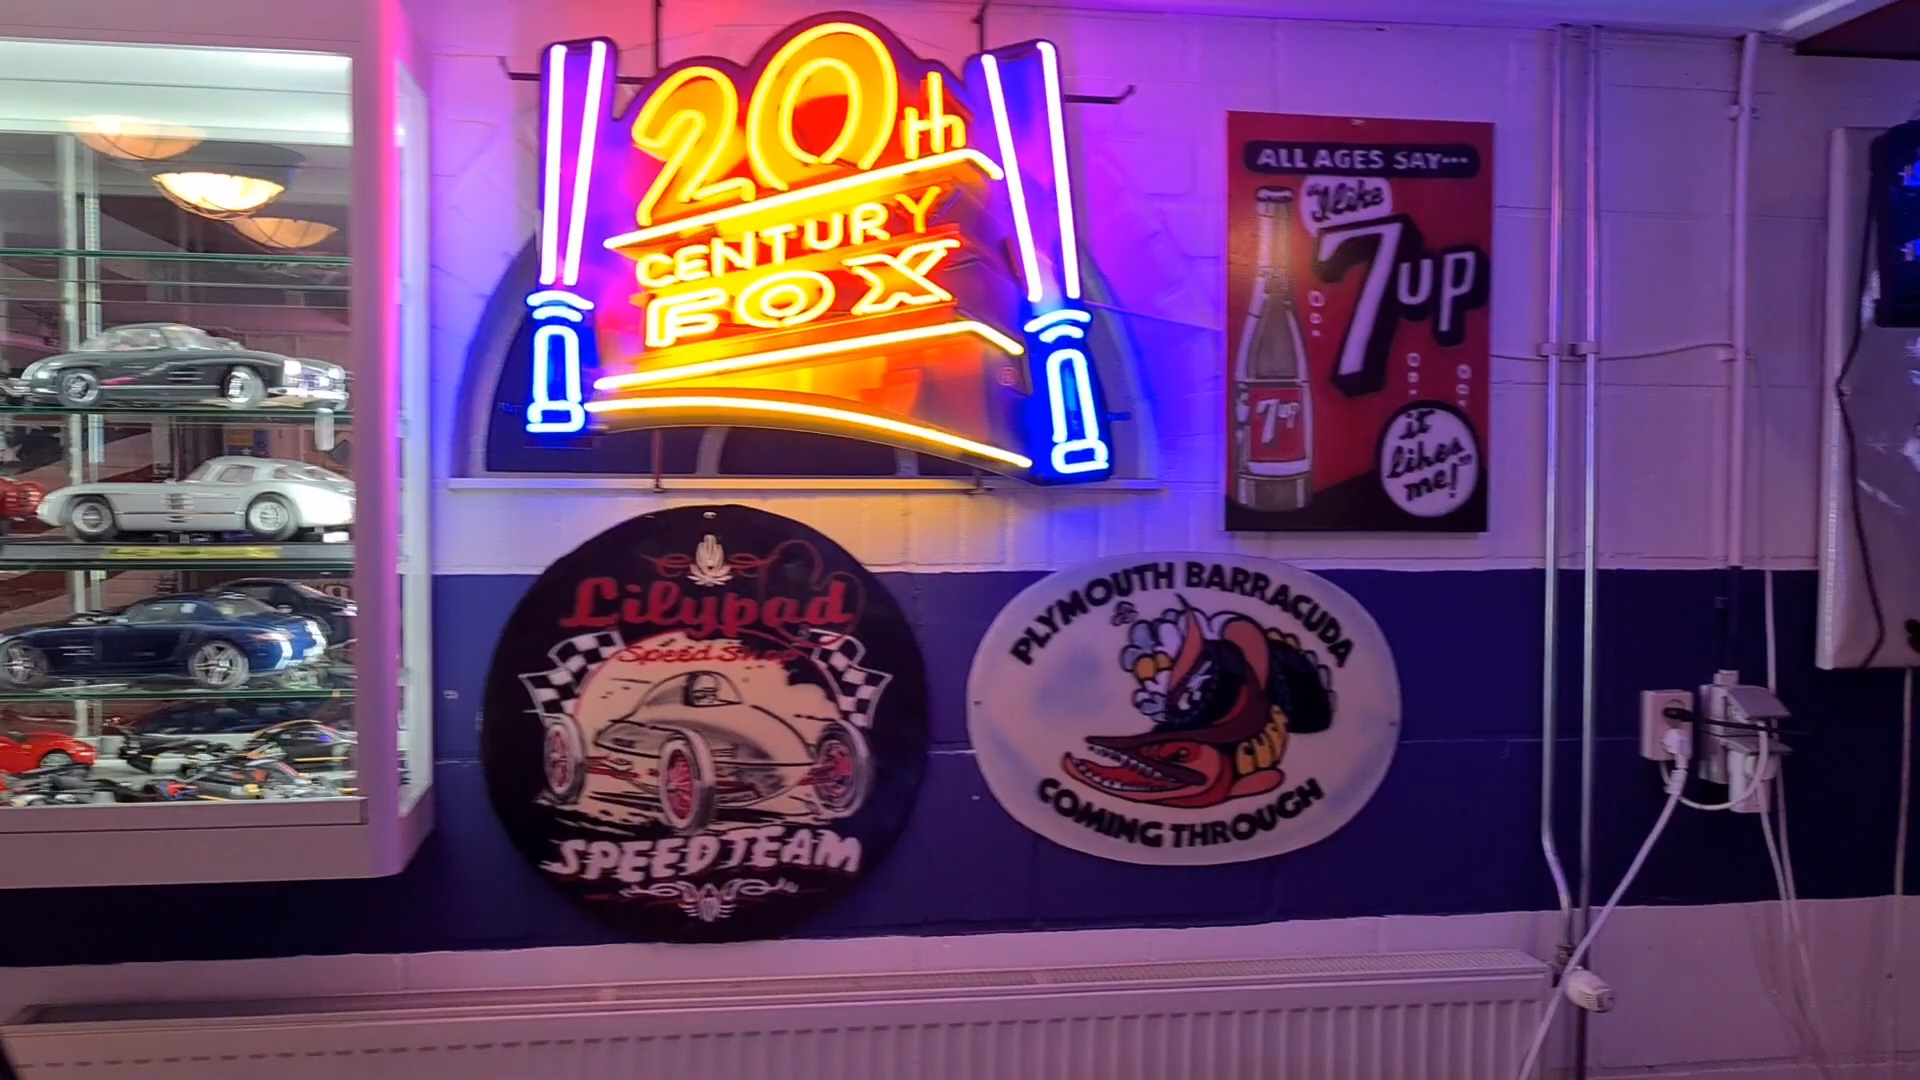 20th
CENTURY
FOX
ALL AGES SAY---
"I like
7up
7up
it
likes
me!"
Lilypad
Speed Shop
SPEED TEAM
PLYMOUTH BARRACUDA
COMING THROUGH